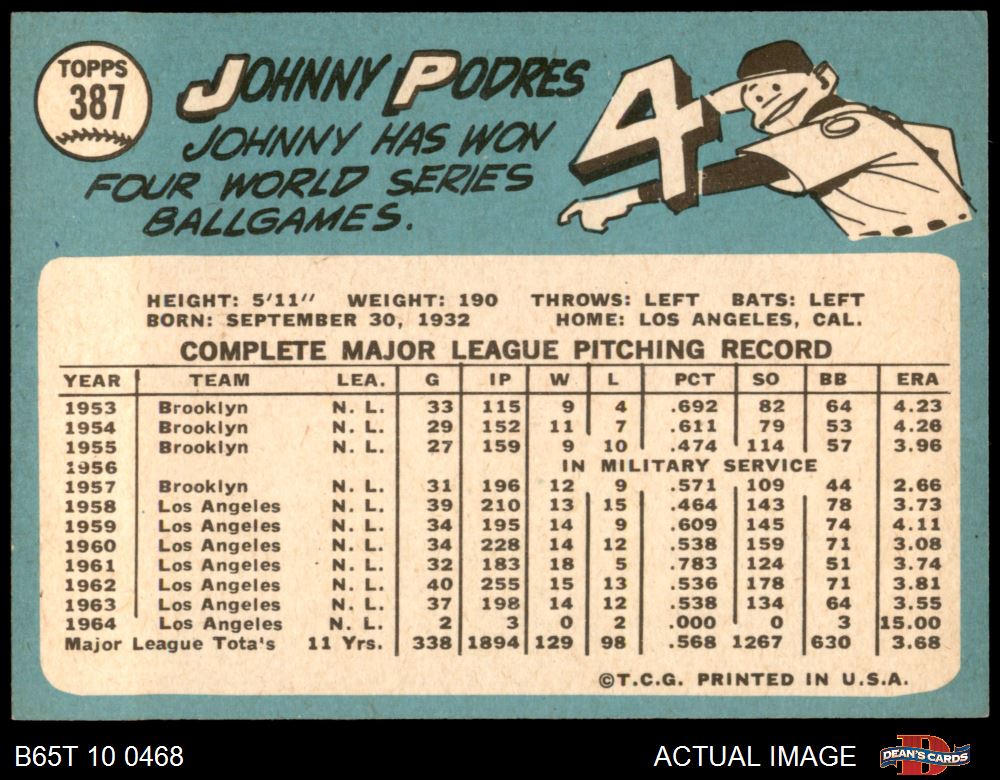 TOPPS
387
JOHNNY PODRES
JOHNNY HAS WON
FOUR WORLD SERIES
BALLGAMES.
4
HEIGHT: 5'11" WEIGHT: 190 THROWS: LEFT BATS: LEFT
BORN: SEPTEMBER 30, 1932 HOME: LOS ANGELES, CAL.
COMPLETE MAJOR LEAGUE PITCHING RECORD
YEAR TEAM LEA. G IP W L PCT SO BB ERA
1953 Brooklyn N. L. 33 115 9 4 .692 82 64 4.23
1954 Brooklyn N. L. 29 152 11 7 .611 79 53 4.26
1955 Brooklyn N. L. 27 159 9 10 .474 114 57 3.96
1956 IN MILITARY SERVICE
1957 Brooklyn N. L. 31 196 12 9 .571 109 44 2.66
1958 Los Angeles N. L. 39 210 13 15 .464 143 78 3.73
1959 Los Angeles N. L. 34 195 14 9 .609 145 74 4.11
1960 Los Angeles N. L. 34 228 14 12 .538 159 71 3.08
1961 Los Angeles N. L. 32 183 18 5 .783 124 51 3.74
1962 Los Angeles N. L. 40 255 15 13 .536 178 71 3.81
1963 Los Angeles N. L. 37 198 14 12 .538 134 64 3.55
1964 Los Angeles N. L. 2 3 0 2 .000 0 3 15.00
Major League Tota's 11 Yrs. 338 1894 129 98 .568 1267 630 3.68
©T.C.G. PRINTED IN U.S.A.
B65T 10 0468 ACTUAL IMAGE DEAN'S CARDS